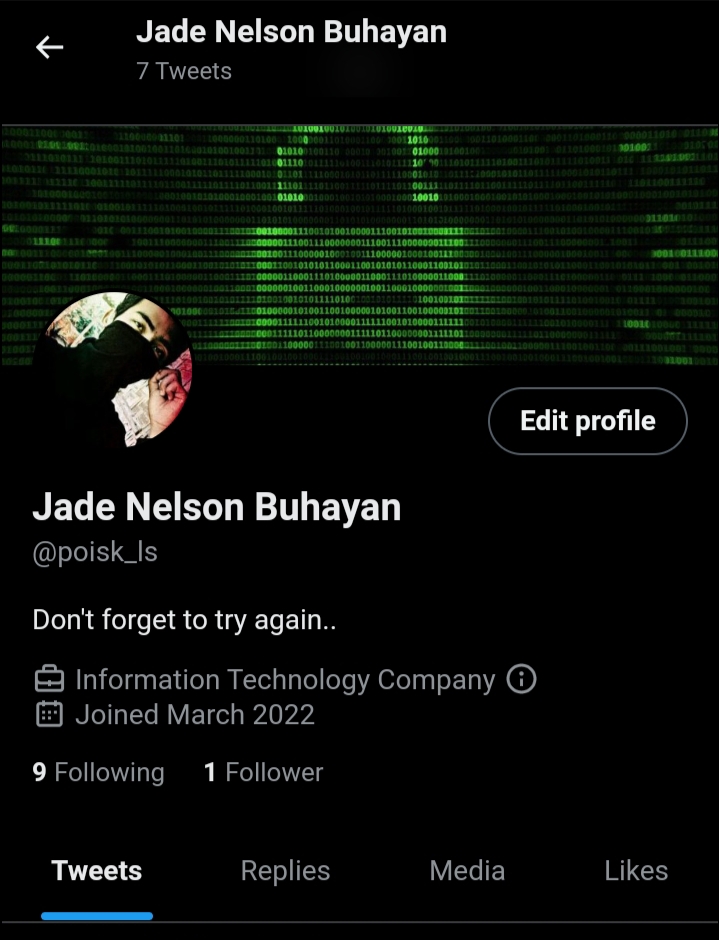 Jade Nelson Buhayan
7 Tweets
Edit profile
Jade Nelson Buhayan
@poisk_ls
Don't forget to try again..
Information Technology Company
Joined March 2022
9 Following 1 Follower
Tweets Replies Media Likes